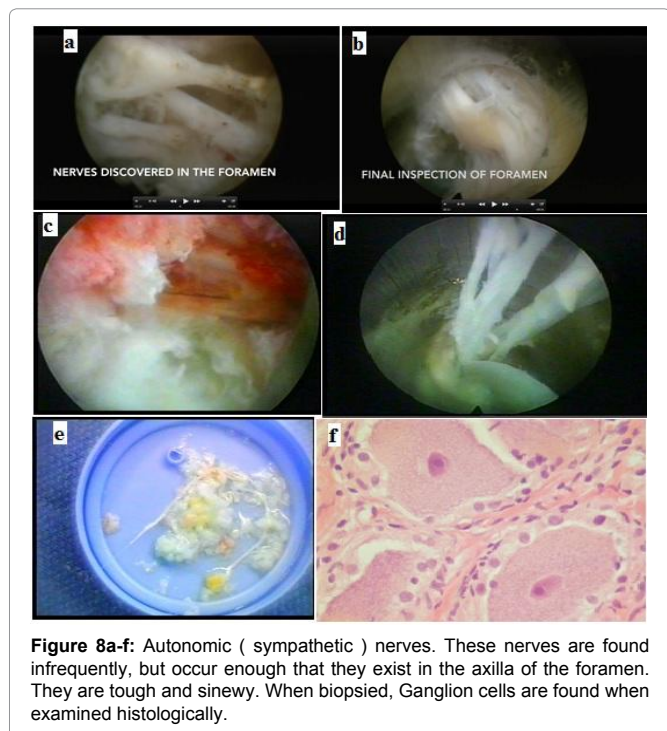 a
b
NERVES DISCOVERED IN THE FORAMEN
FINAL INSPECTION OF FORAMEN
c
d
e
f
Figure 8a-f: Autonomic ( sympathetic ) nerves. These nerves are found
infrequently, but occur enough that they exist in the axilla of the foramen.
They are tough and sinewy. When biopsied, Ganglion cells are found when
examined histologically.